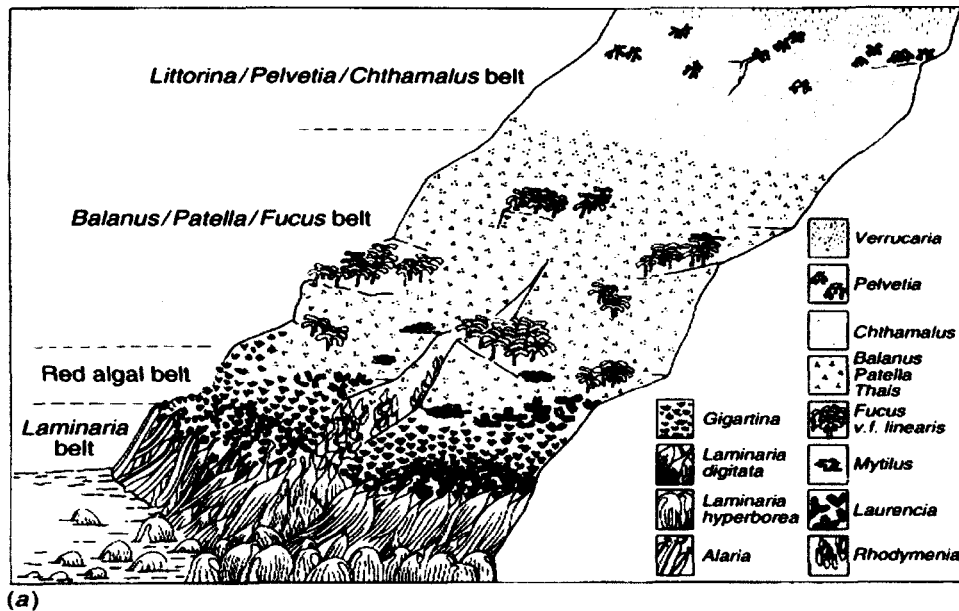 Littorina/Pelvetia/Chthamalus belt
Balanus/Patella/Fucus belt
Red algal belt
Laminaria
belt
Verrucaria
Pelvetia
Chthamalus
Balanus
Patella
Thais
Fucus
v.f. linearis
Mytilus
Laurencia
Rhodymenia
Gigartina
Laminaria
digitata
Laminaria
hyperborea
Alaria
(a)